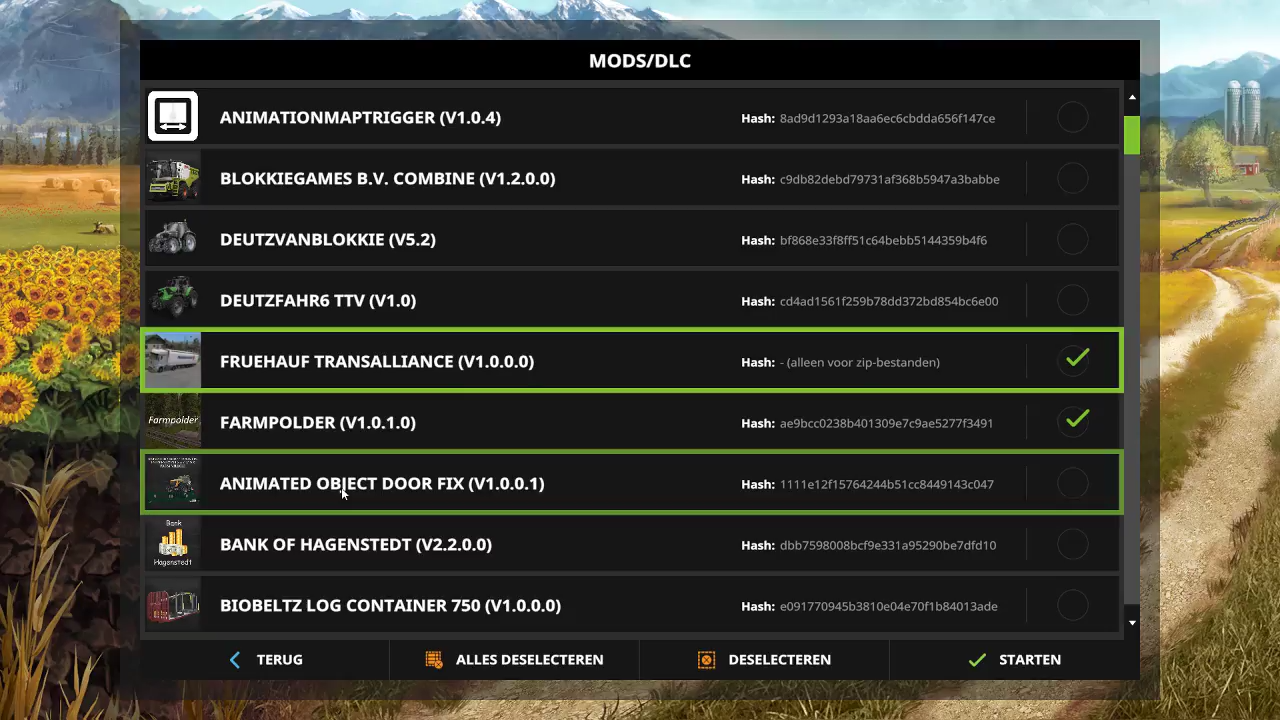 MODS/DLC
ANIMATIONMAPTRIGGER (V1.0.4) Hash: 8ad9d1293a18aa6ec6cbdda656f147ce
BLOKKIEGAMES B.V. COMBINE (V1.2.0.0) Hash: c9db82debd79731af368b5947a3babbe
DEUTZVANBLOKKIE (V5.2) Hash: bf868e33f8ff51c64bebb5144359b4f6
DEUTZFAHR6 TTV (V1.0) Hash: cd4ad1561f259b78dd372bd854bc6e00
FRUEHAUF TRANSALLIANCE (V1.0.0.0) Hash: - (alleen voor zip-bestanden)
Farmpolder FARMPOLDER (V1.0.1.0) Hash: ae9bcc0238b401309e7c9ae5277f3491
ANIMATED OBJECT DOOR FIX (V1.0.0.1) Hash: 1111e12f15764244b51cc8449143c047
Bank
BANK OF HAGENSTEDT (V2.2.0.0) Hash: dbb7598008bcf9e331a95290be7dfd10
Hagenstedt
BIOBELTZ LOG CONTAINER 750 (V1.0.0.0) Hash: e091770945b3810e04e70f1b84013ade
TERUG ALLES DESELECTEREN DESELECTEREN STARTEN